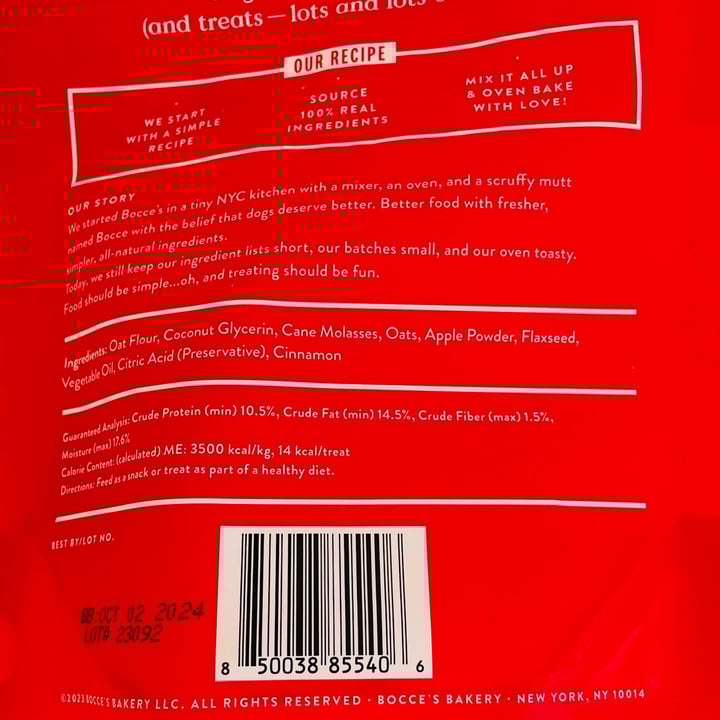 (and treats — lots and lots
OUR RECIPE
WE START
WITH A SIMPLE
RECIPE
SOURCE
100% REAL
INGREDIENTS
MIX IT ALL UP
& OVEN BAKE
WITH LOVE!
OUR STORY
We started Bocce's in a tiny NYC kitchen with a mixer, an oven, and a scruffy mutt
named Bocce with the belief that dogs deserve better. Better food with fresher,
simpler, all-natural ingredients.
Today, we still keep our ingredient lists short, our batches small, and our oven toasty.
Food should be simple...oh, and treating should be fun.
Ingredients: Oat Flour, Coconut Glycerin, Cane Molasses, Oats, Apple Powder, Flaxseed,
Vegetable Oil, Citric Acid (Preservative), Cinnamon
Guaranteed Analysis: Crude Protein (min) 10.5%, Crude Fat (min) 14.5%, Crude Fiber (max) 1.5%,
Moisture (max) 17.6%
Calorie Content: (calculated) ME: 3500 kcal/kg, 14 kcal/treat
Directions: Feed as a snack or treat as part of a healthy diet.
BEST BY/LOT NO.
BB:OCT 02 2024
LOT# 23092
8 50038 85540 6
©2023 BOCCE'S BAKERY LLC. ALL RIGHTS RESERVED · BOCCE'S BAKERY · NEW YORK, NY 10014